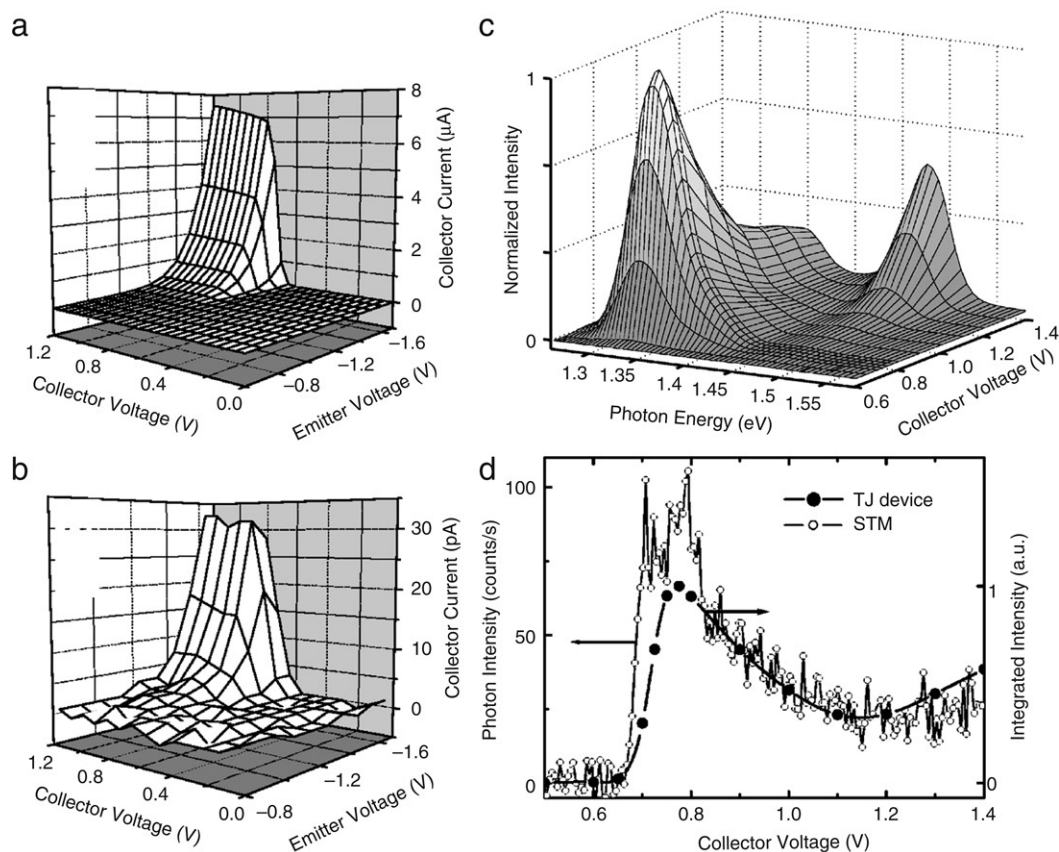 a
8
6
4
2
0
Collector Current (μA)
1.2
0.8
0.4
0.0
Collector Voltage (V)
−0.8
−1.2
−1.6
Emitter Voltage (V)
b
30
20
10
0
Collector Current (pA)
1.2
0.8
0.4
0.0
Collector Voltage (V)
−0.8
−1.2
−1.6
Emitter Voltage (V)
c
1
0
Normalized Intensity
1.3
1.35
1.4
1.45
1.5
1.55
Photon Energy (eV)
0.6
0.8
1.0
1.2
1.4
Collector Voltage (V)
d
100
50
0
Photon Intensity (counts/s)
TJ device
STM
1
0
Integrated Intensity (a.u.)
0.6
0.8
1.0
1.2
1.4
Collector Voltage (V)